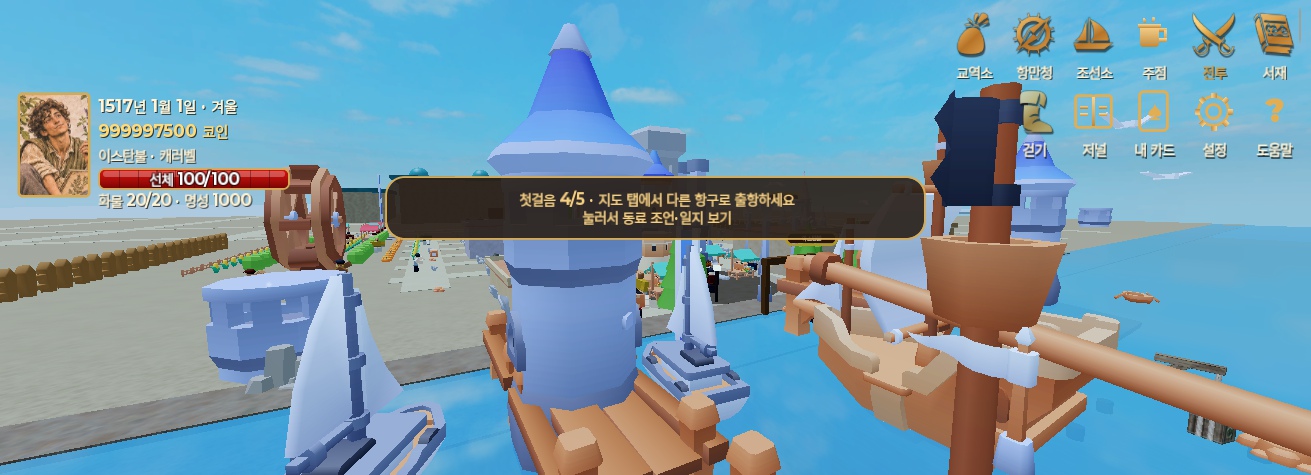 교역소
항만청
조선소
주점
전투
서재
걷기
저널
내 카드
설정
도움말
1517년 1월 1일 · 겨울
999997500 코인
이스탄불 · 캐러벨
선체 100/100
화물 20/20 · 명성 1000
첫걸음 4/5 · 지도 탭에서 다른 항구로 출항하세요
눌러서 동료 조언·일지 보기